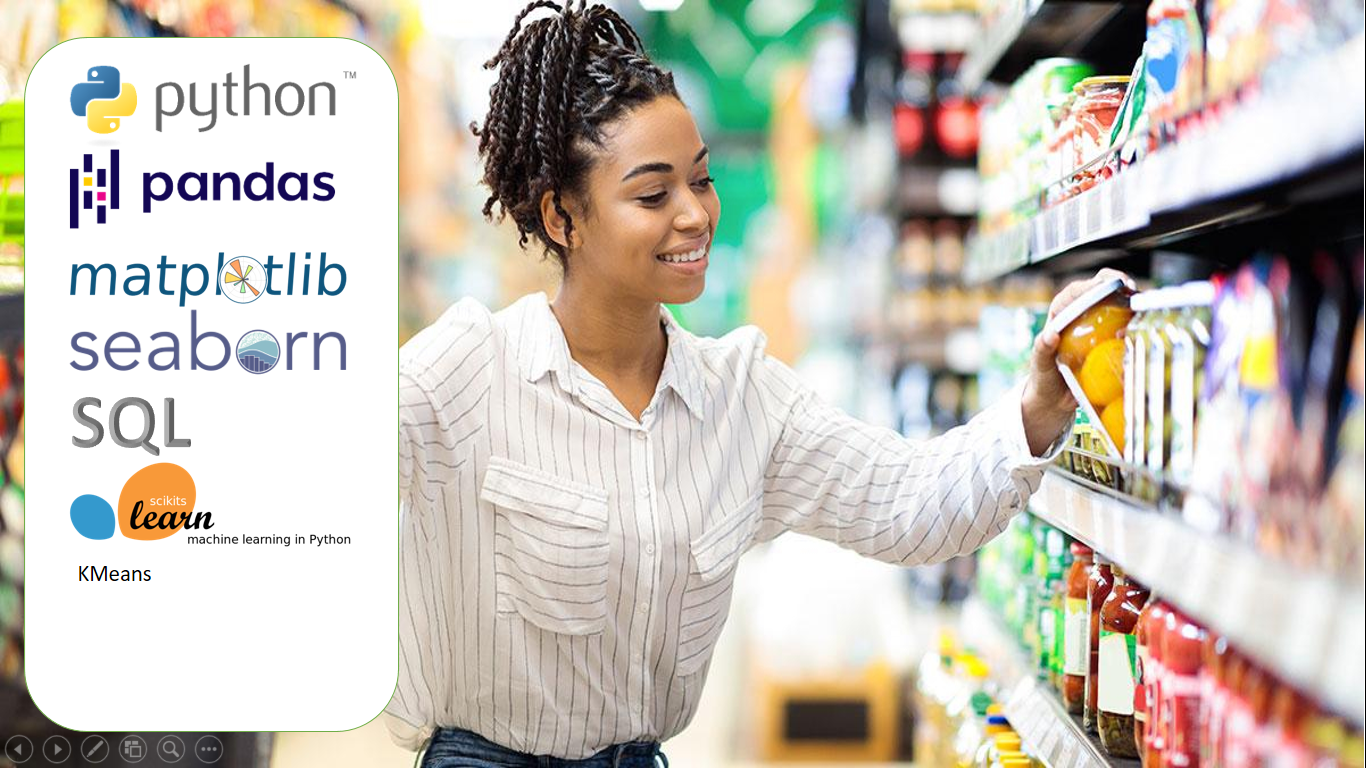 python™
pandas
matplotlib
seaborn
SQL
scikits
learn
machine learning in Python
KMeans